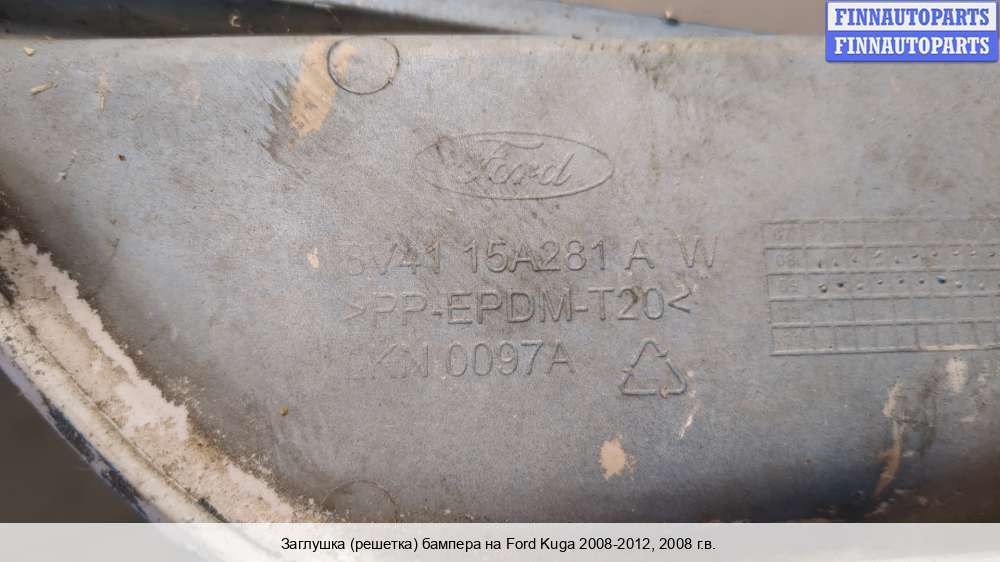 FINNAUTOPARTS
FINNAUTOPARTS
Ford
15A281 A W
>PP-EPDM-T20<
0097A
Заглушка (решетка) бампера на Ford Kuga 2008-2012, 2008 г.в.